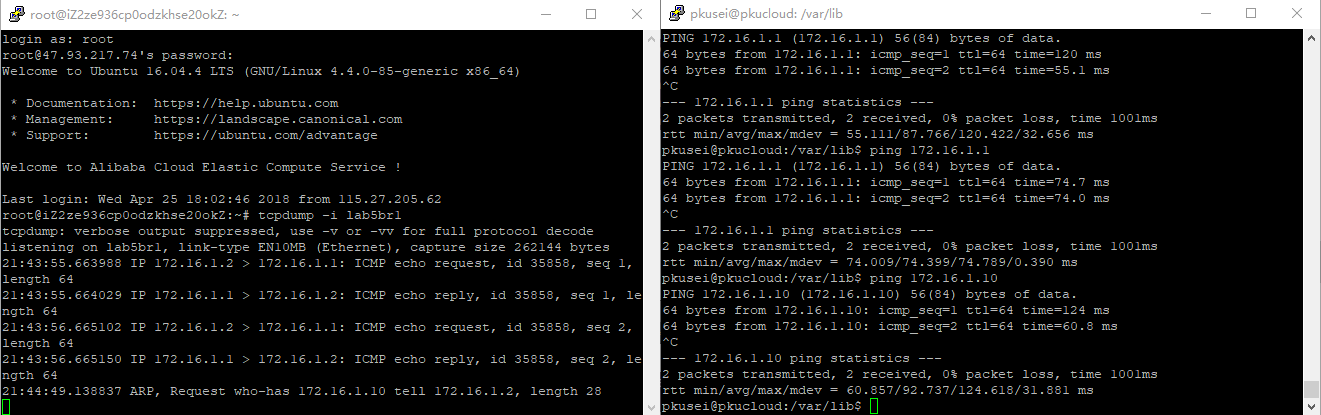 root@iZ2ze936cp0odzkhse20okZ: ~
login as: root
root@47.93.217.74's password:
Welcome to Ubuntu 16.04.4 LTS (GNU/Linux 4.4.0-85-generic x86_64)
* Documentation:  https://help.ubuntu.com
* Management:     https://landscape.canonical.com
* Support:        https://ubuntu.com/advantage
Welcome to Alibaba Cloud Elastic Compute Service !
Last login: Wed Apr 25 18:02:46 2018 from 115.27.205.62
root@iZ2ze936cp0odzkhse20okZ:~# tcpdump -i lab5br1
tcpdump: verbose output suppressed, use -v or -vv for full protocol decode
listening on lab5br1, link-type EN10MB (Ethernet), capture size 262144 bytes
21:43:55.663988 IP 172.16.1.2 > 172.16.1.1: ICMP echo request, id 35858, seq 1,
length 64
21:43:55.664029 IP 172.16.1.1 > 172.16.1.2: ICMP echo reply, id 35858, seq 1, le
ngth 64
21:43:56.665102 IP 172.16.1.2 > 172.16.1.1: ICMP echo request, id 35858, seq 2,
length 64
21:43:56.665150 IP 172.16.1.1 > 172.16.1.2: ICMP echo reply, id 35858, seq 2, le
ngth 64
21:44:49.138837 ARP, Request who-has 172.16.1.10 tell 172.16.1.2, length 28
pkusei@pkucloud: /var/lib
PING 172.16.1.1 (172.16.1.1) 56(84) bytes of data.
64 bytes from 172.16.1.1: icmp_seq=1 ttl=64 time=120 ms
64 bytes from 172.16.1.1: icmp_seq=2 ttl=64 time=55.1 ms
^C
--- 172.16.1.1 ping statistics ---
2 packets transmitted, 2 received, 0% packet loss, time 1001ms
rtt min/avg/max/mdev = 55.111/87.766/120.422/32.656 ms
pkusei@pkucloud:/var/lib$ ping 172.16.1.1
PING 172.16.1.1 (172.16.1.1) 56(84) bytes of data.
64 bytes from 172.16.1.1: icmp_seq=1 ttl=64 time=74.7 ms
64 bytes from 172.16.1.1: icmp_seq=2 ttl=64 time=74.0 ms
^C
--- 172.16.1.1 ping statistics ---
2 packets transmitted, 2 received, 0% packet loss, time 1001ms
rtt min/avg/max/mdev = 74.009/74.399/74.789/0.390 ms
pkusei@pkucloud:/var/lib$ ping 172.16.1.10
PING 172.16.1.10 (172.16.1.10) 56(84) bytes of data.
64 bytes from 172.16.1.10: icmp_seq=1 ttl=64 time=124 ms
64 bytes from 172.16.1.10: icmp_seq=2 ttl=64 time=60.8 ms
^C
--- 172.16.1.10 ping statistics ---
2 packets transmitted, 2 received, 0% packet loss, time 1001ms
rtt min/avg/max/mdev = 60.857/92.737/124.618/31.881 ms
pkusei@pkucloud:/var/lib$